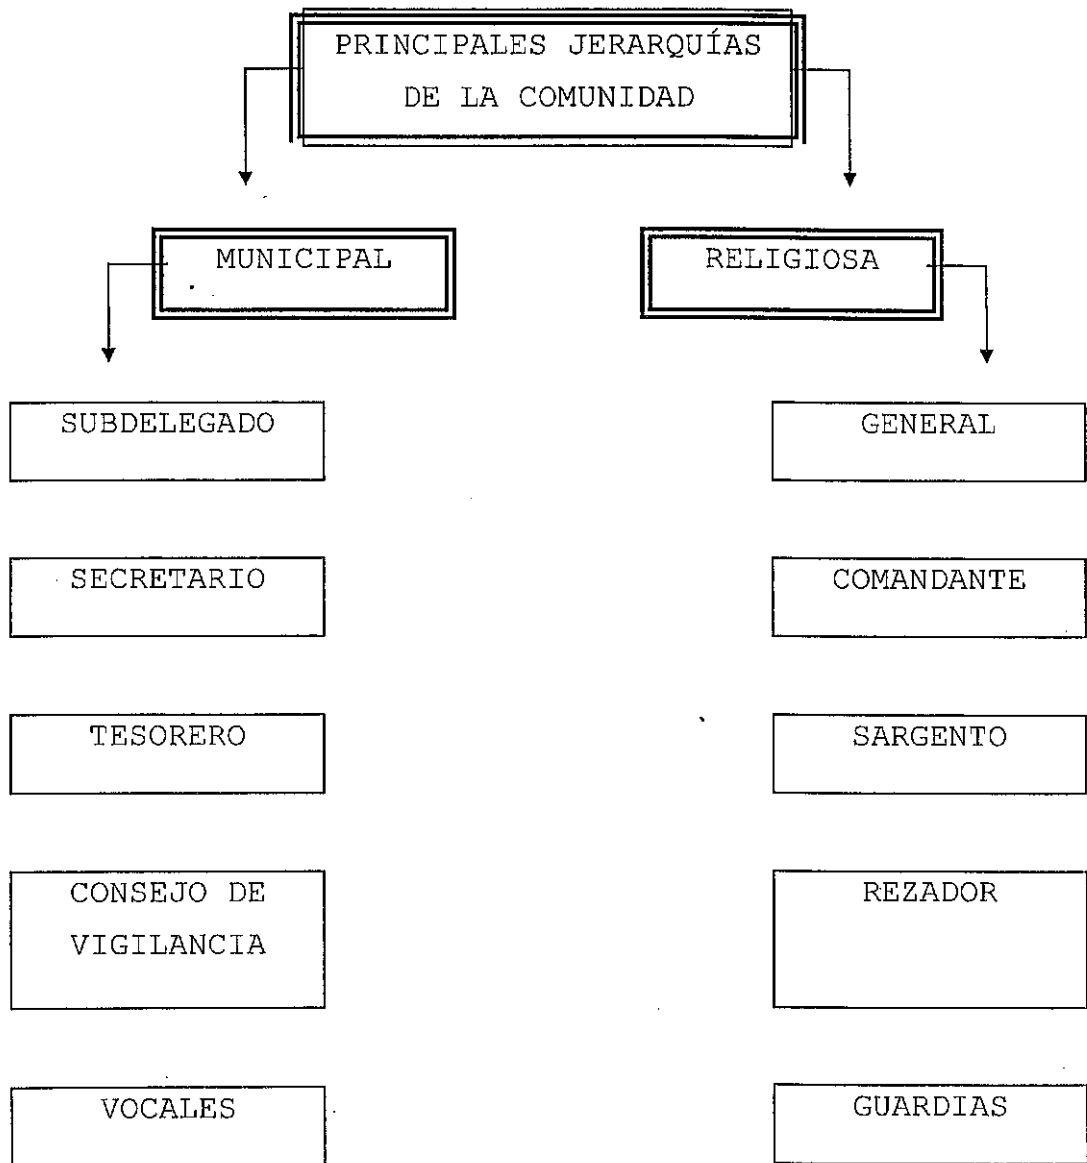 PRINCIPALES JERARQUÍAS
DE LA COMUNIDAD
MUNICIPAL
RELIGIOSA
SUBDELEGADO
GENERAL
SECRETARIO
COMANDANTE
TESORERO
SARGENTO
CONSEJO DE
VIGILANCIA
REZADOR
VOCALES
GUARDIAS